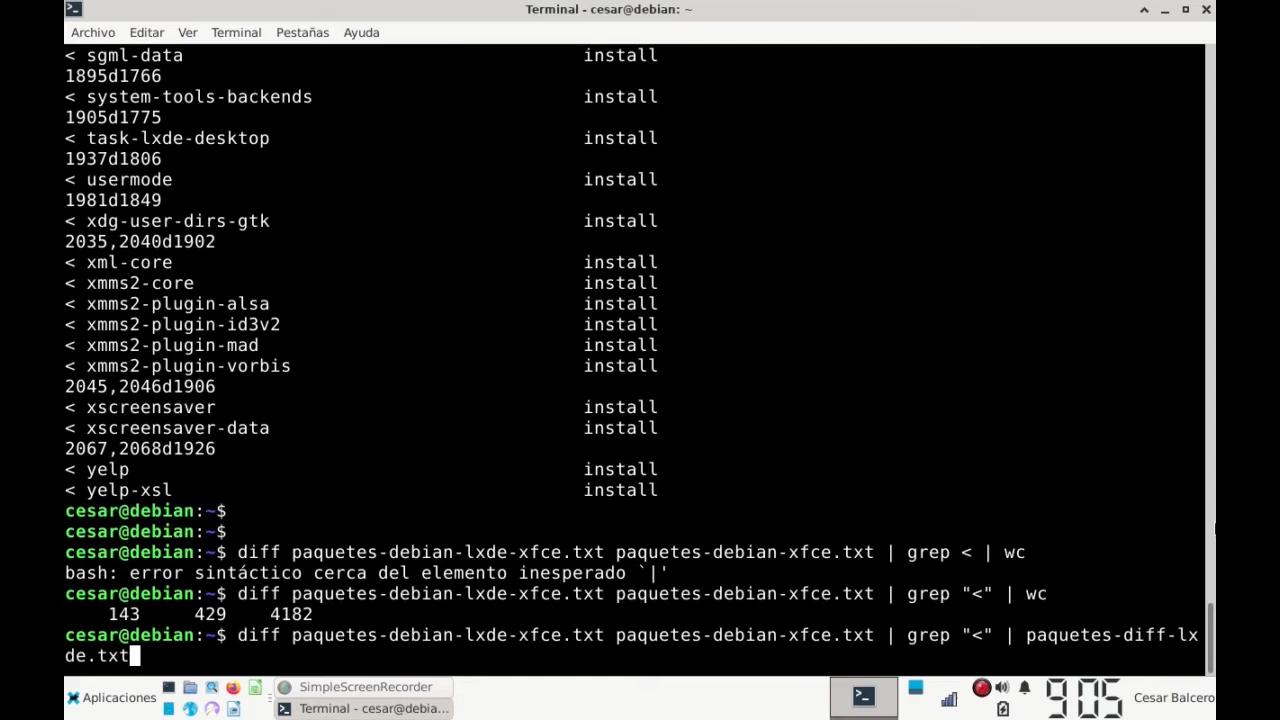 Terminal - cesar@debian: ~
Archivo Editar Ver Terminal Pestañas Ayuda
< sgml-data install
1895d1766
< system-tools-backends install
1905d1775
< task-lxde-desktop install
1937d1806
< usermode install
1981d1849
< xdg-user-dirs-gtk install
2035,2040d1902
< xml-core install
< xmms2-core install
< xmms2-plugin-alsa install
< xmms2-plugin-id3v2 install
< xmms2-plugin-mad install
< xmms2-plugin-vorbis install
2045,2046d1906
< xscreensaver install
< xscreensaver-data install
2067,2068d1926
< yelp install
< yelp-xsl install
cesar@debian:~$
cesar@debian:~$
cesar@debian:~$ diff paquetes-debian-lxde-xfce.txt paquetes-debian-xfce.txt | grep < | wc
bash: error sintáctico cerca del elemento inesperado `|'
cesar@debian:~$ diff paquetes-debian-lxde-xfce.txt paquetes-debian-xfce.txt | grep "<" | wc
143 429 4182
cesar@debian:~$ diff paquetes-debian-lxde-xfce.txt paquetes-debian-xfce.txt | grep "<" | paquetes-diff-lx
de.txt
Aplicaciones
SimpleScreenRecorder
Terminal - cesar@debia...
9:05
Cesar Balcero